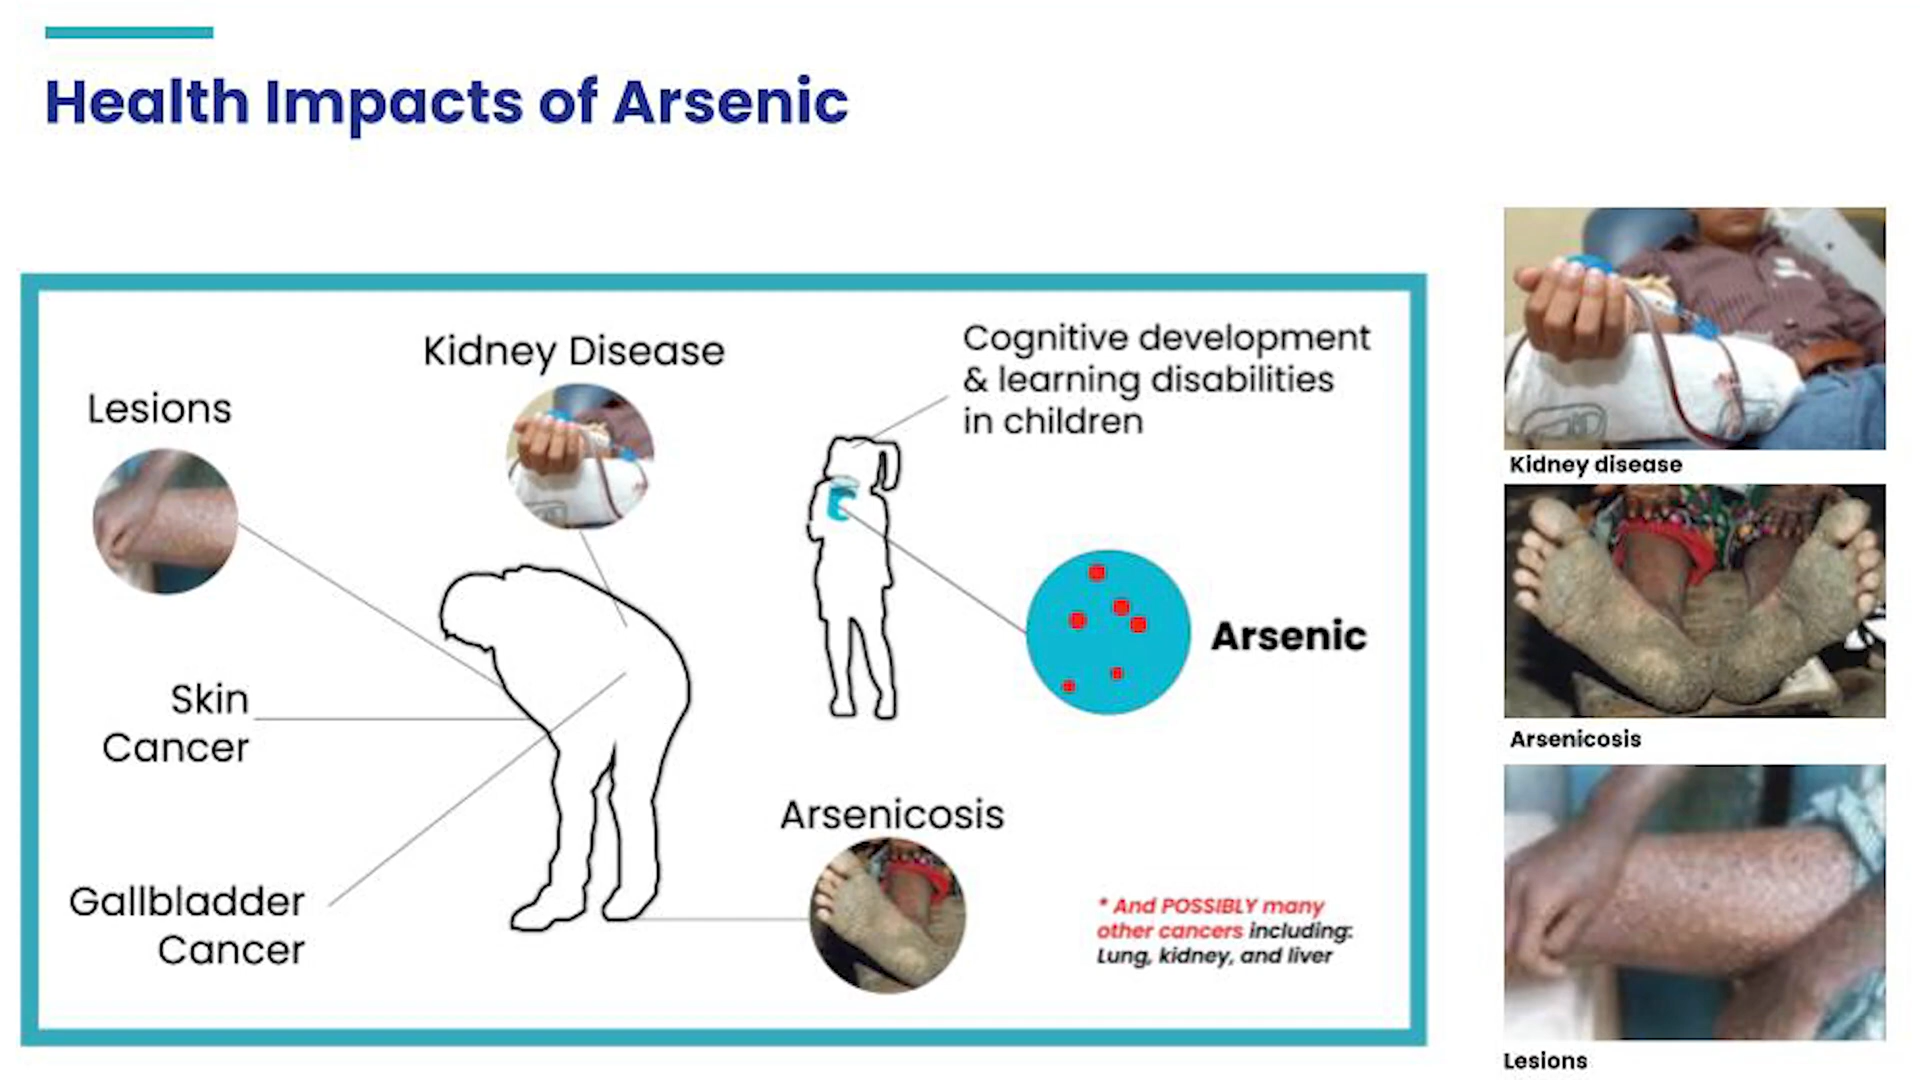 Health Impacts of Arsenic
Kidney Disease
Cognitive development
& learning disabilities
in children
Lesions
Arsenic
Skin
Cancer
Arsenicosis
Gallbladder
Cancer
* And POSSIBLY many
other cancers including:
Lung, kidney, and liver
Kidney disease
Arsenicosis
Lesions